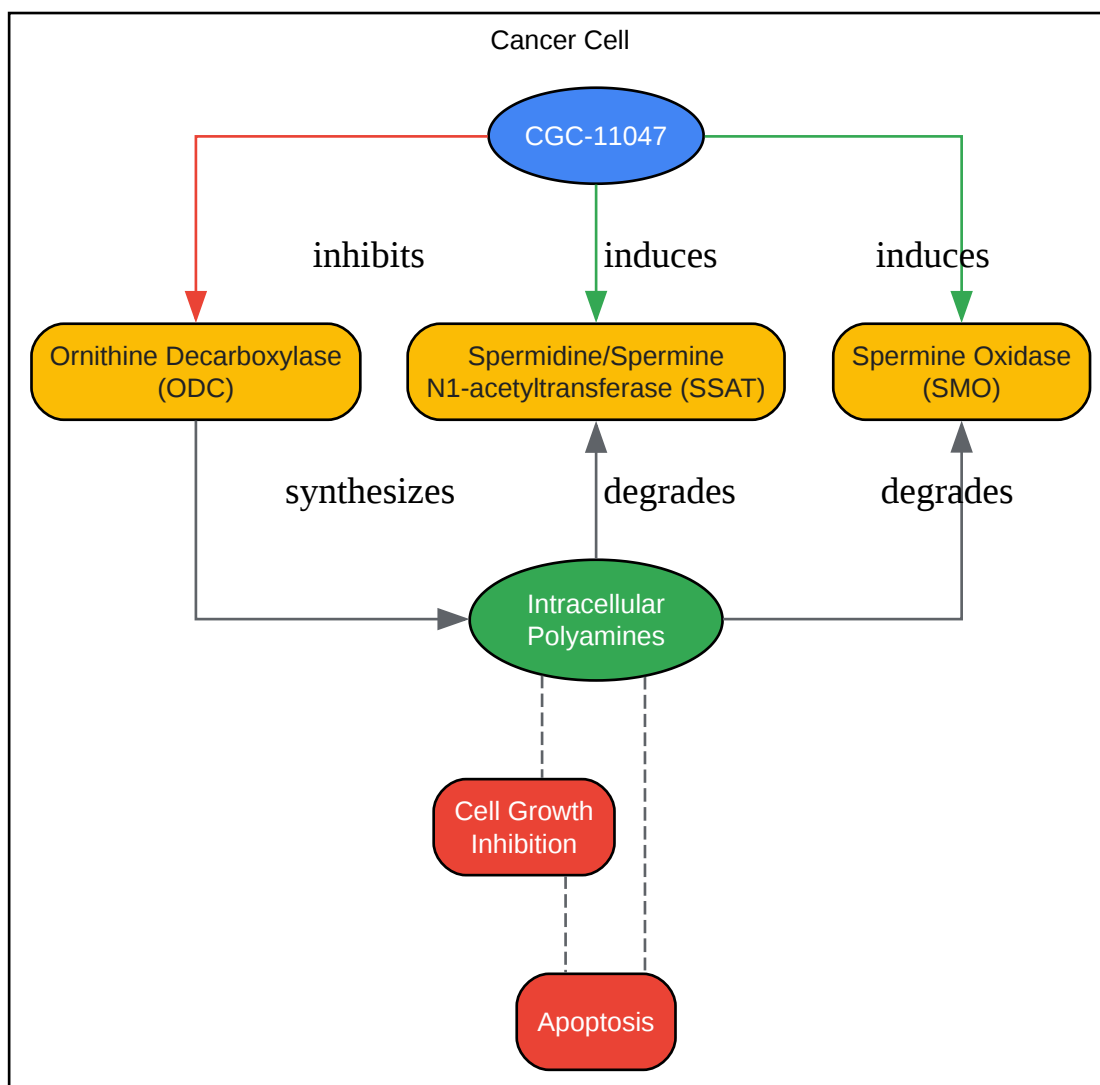 Cancer Cell
CGC-11047
inhibits
induces
induces
Ornithine Decarboxylase
(ODC)
Spermidine/Spermine
N1-acetyltransferase (SSAT)
Spermine Oxidase
(SMO)
synthesizes
degrades
degrades
Intracellular
Polyamines
Cell Growth
Inhibition
Apoptosis